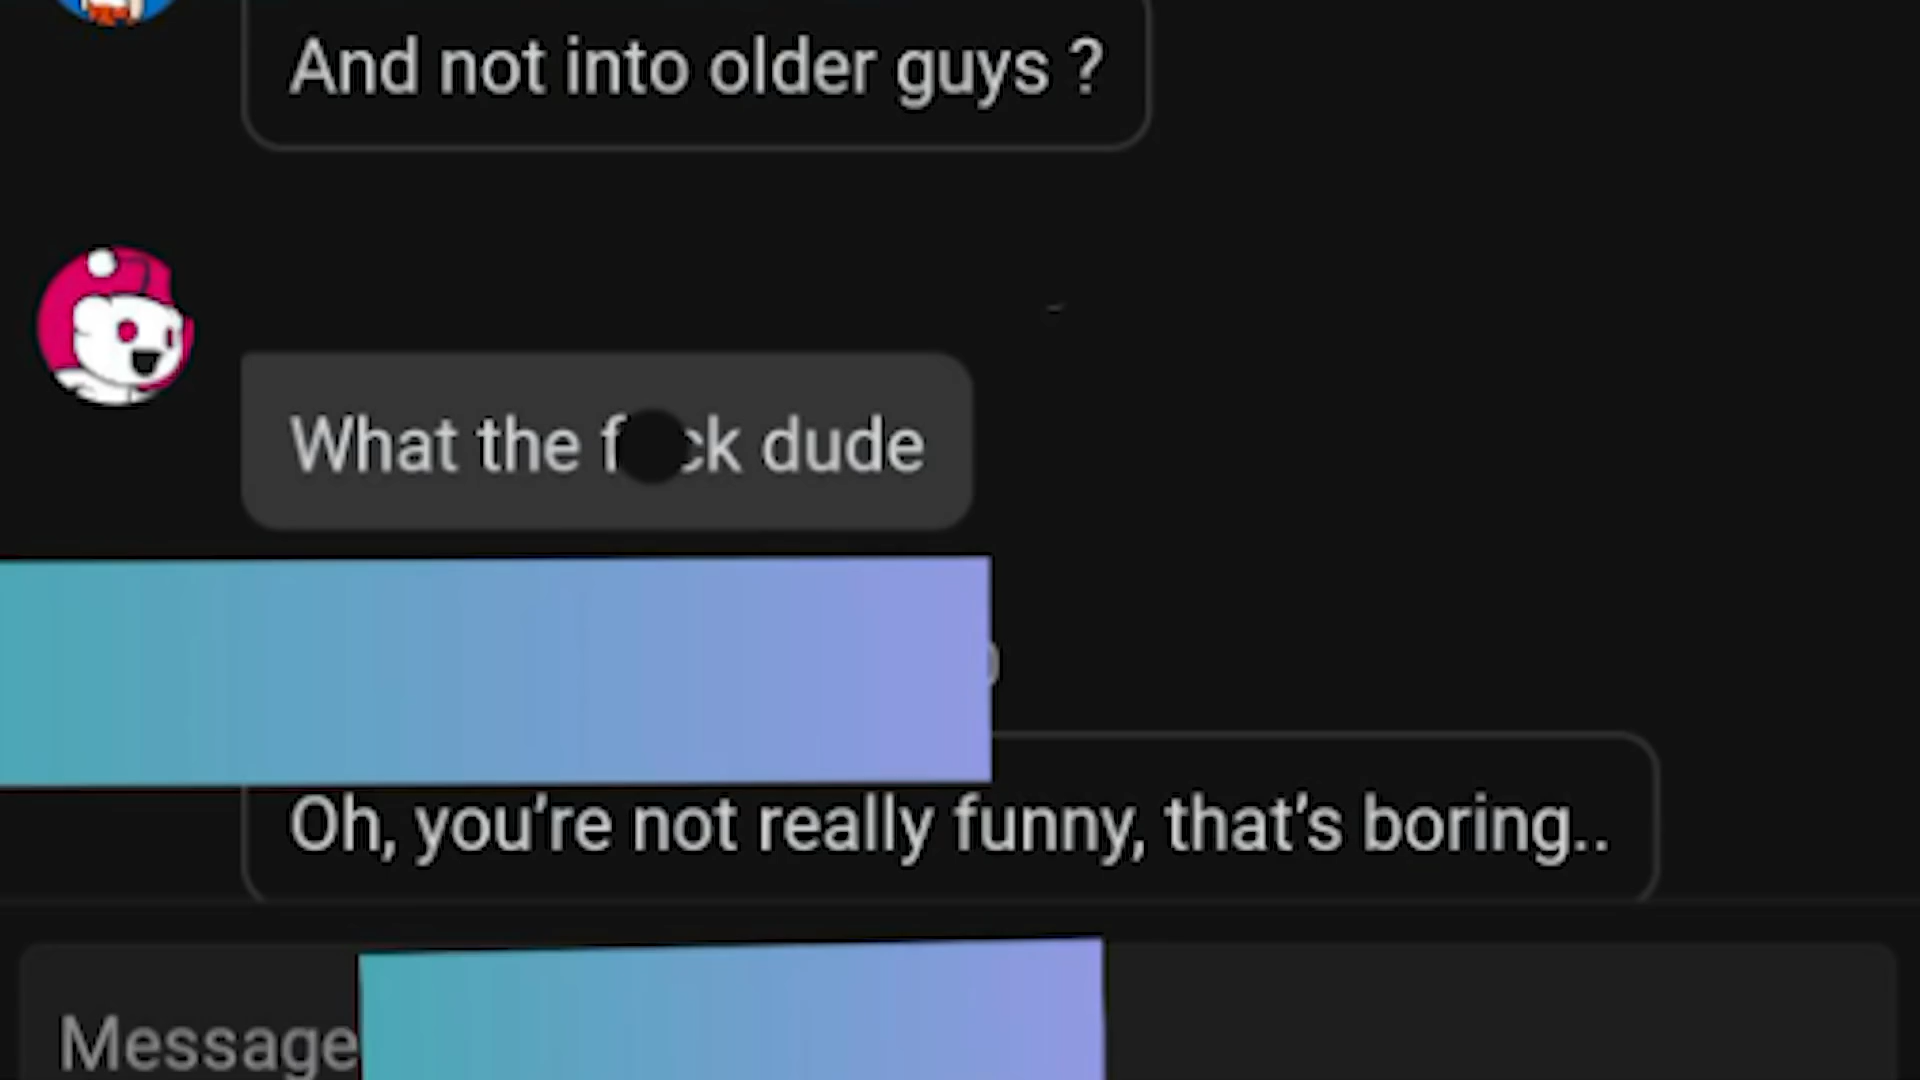 And not into older guys ?
What the f ck dude
Oh, you’re not really funny, that’s boring..
Message